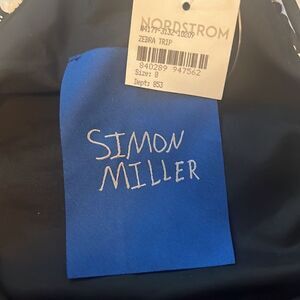 NORDSTROM
ZEBRA TRIP
840289 947562
Size: 8
Dept: 853
SIMON
MILLER